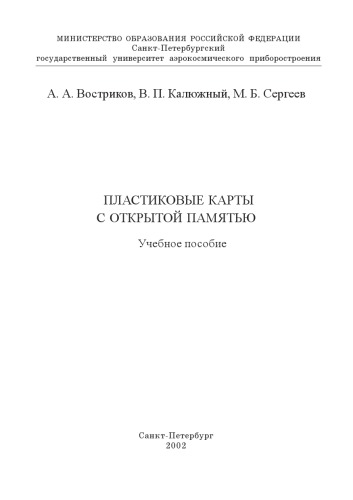 МИНИСТЕРСТВО ОБРАЗОВАНИЯ РОССИЙСКОЙ ФЕДЕРАЦИИ
Санкт-Петербургский
государственный университет аэрокосмического приборостроения
А. А. Востриков, В. П. Калюжный, М. Б. Сергеев
ПЛАСТИКОВЫЕ КАРТЫ
С ОТКРЫТОЙ ПАМЯТЬЮ
Учебное пособие
Санкт-Петербург
2002